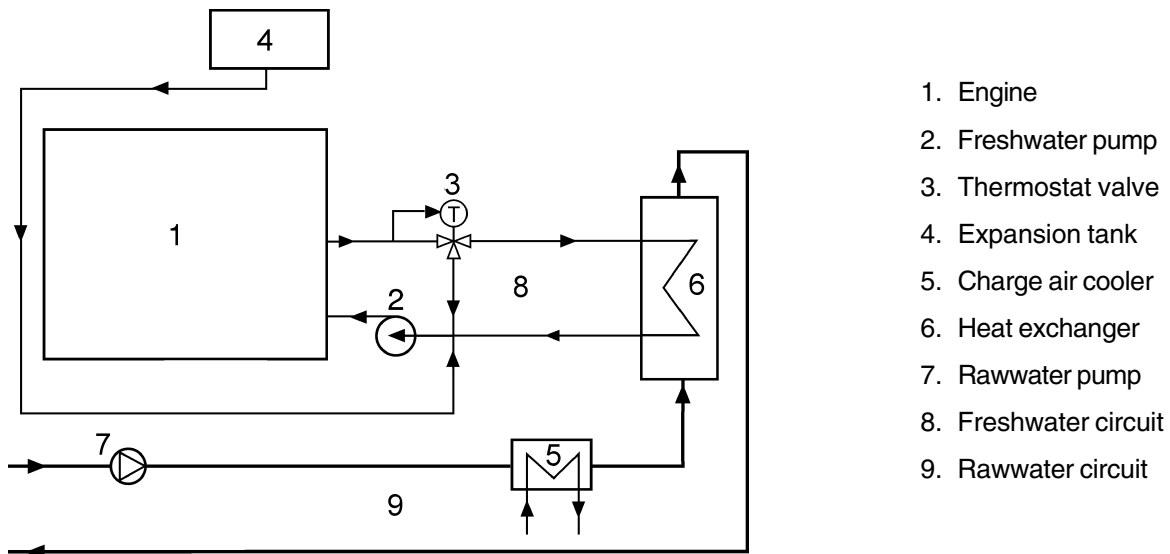 4
3
T
1
8
6
2
7
5
9
1. Engine
2. Freshwater pump
3. Thermostat valve
4. Expansion tank
5. Charge air cooler
6. Heat exchanger
7. Rawwater pump
8. Freshwater circuit
9. Rawwater circuit